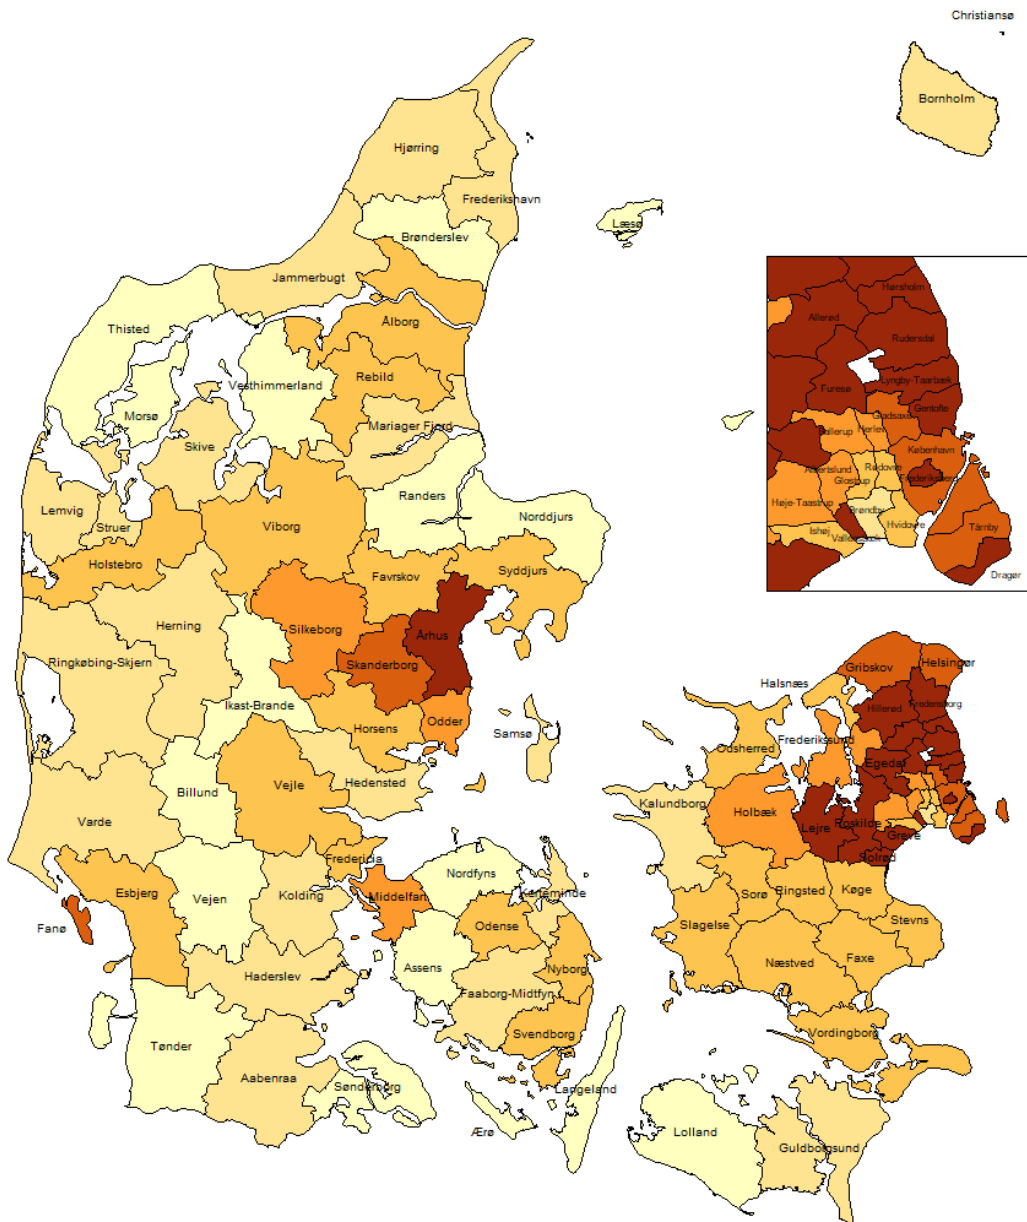 Christiansø
Bornholm
Hjørring
Frederikshavn
Læsø
Brønderslev
Jammerbugt
Thisted
Ålborg
Vesthimmerland
Rebild
Morsø
Mariager Fjord
Skive
Randers
Lemvig
Struer
Viborg
Norddjurs
Holstebro
Favrskov
Syddjurs
Herning
Silkeborg
Århus
Ringkøbing-Skjern
Skanderborg
Ikast-Brande
Horsens
Odder
Samsø
Hedensted
Billund
Vejle
Varde
Fredericia
Esbjerg
Vejen
Kolding
Middelfart
Nordfyns
Kerteminde
Fanø
Odense
Assens
Nyborg
Haderslev
Faaborg-Midtfyn
Svendborg
Tønder
Aabenraa
Sønderborg
Langeland
Ærø
Hørsholm
Allerød
Rudersdal
Lyngby-Taarbæk
Furesø
Gentofte
Gladsaxe
Ballerup
Herlev
København
Albertslund
Rødovre
Glostrup
Frederiksberg
Høje-Taastrup
Brøndby
Hvidovre
Tårnby
Ishøj
Vallensbæk
Dragør
Gribskov
Helsingør
Halsnæs
Hillerød
Fredensborg
Frederikssund
Odsherred
Egedal
Kalundborg
Holbæk
Lejre
Roskilde
Greve
Solrød
Sorø
Ringsted
Køge
Slagelse
Stevns
Næstved
Faxe
Vordingborg
Lolland
Guldborgsund